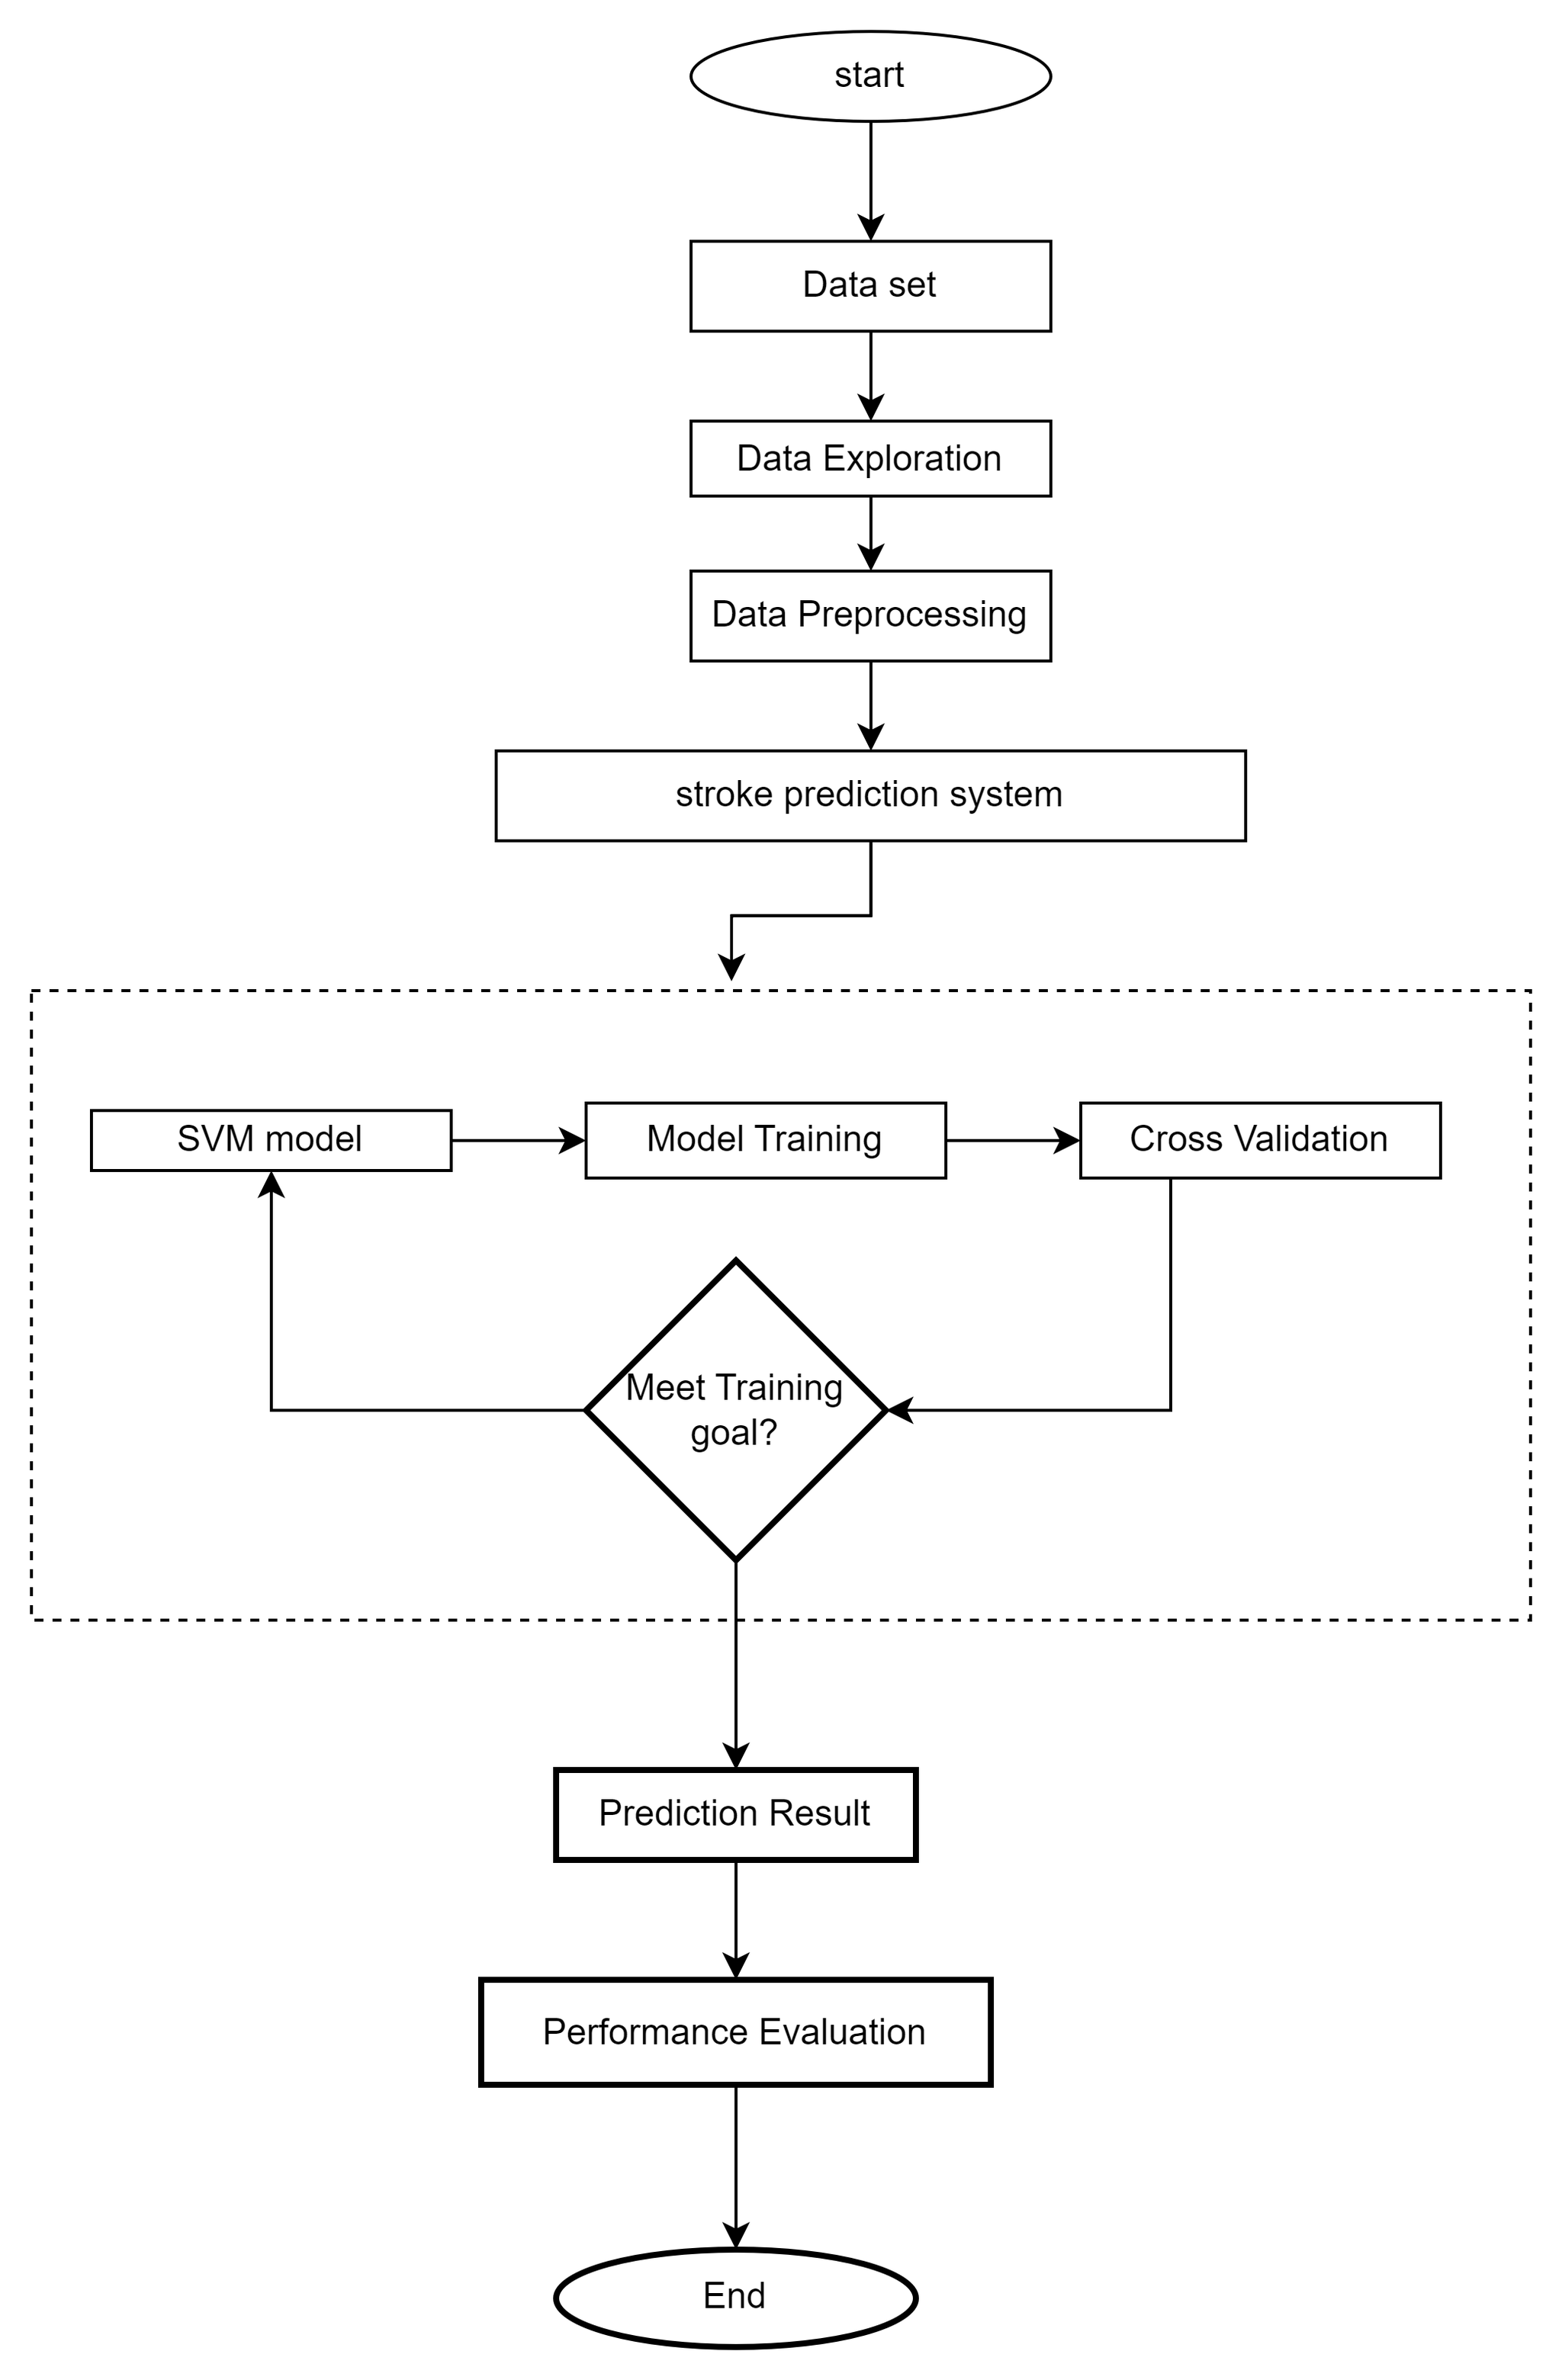 start
Data set
Data Exploration
Data Preprocessing
stroke prediction system
SVM model
Model Training
Cross Validation
Meet Training
goal?
Prediction Result
Performance Evaluation
End